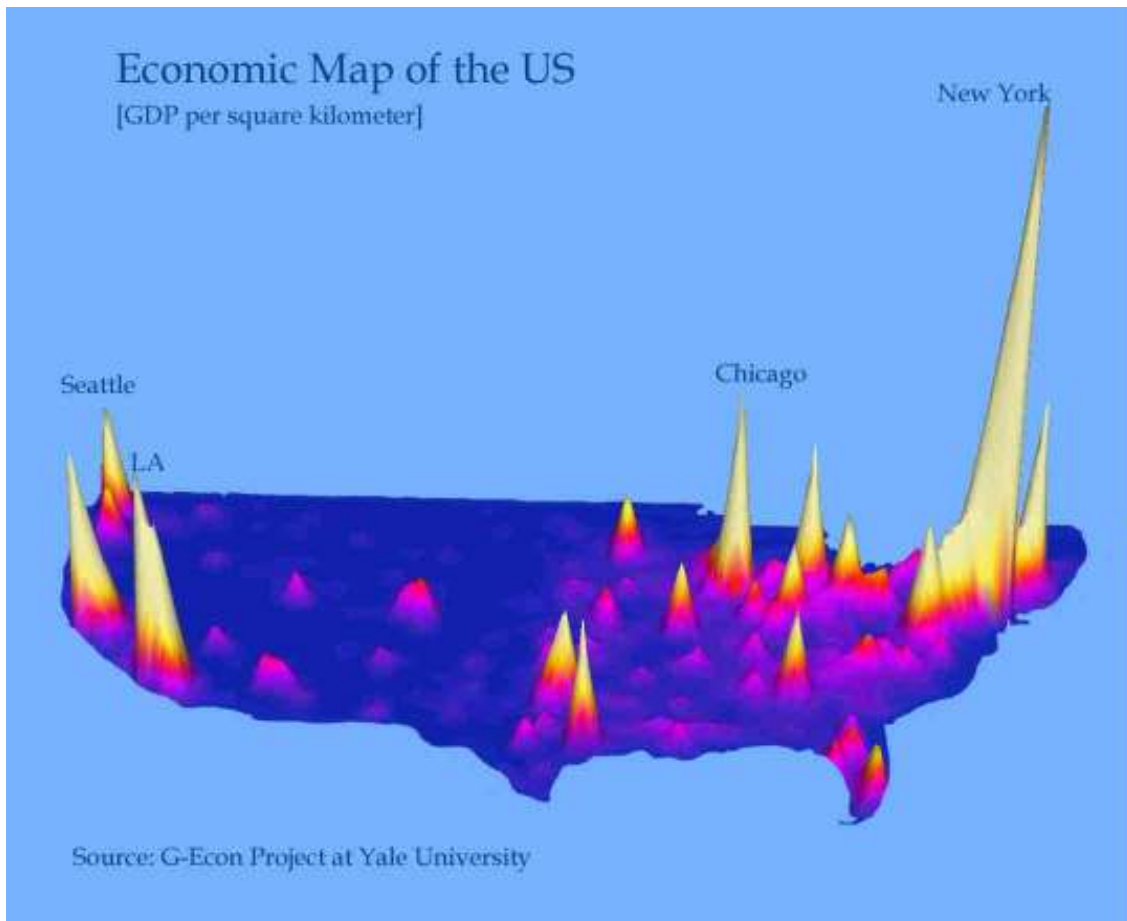 Economic Map of the US
[GDP per square kilometer]
New York
Seattle
Chicago
LA
Source: G-Econ Project at Yale University